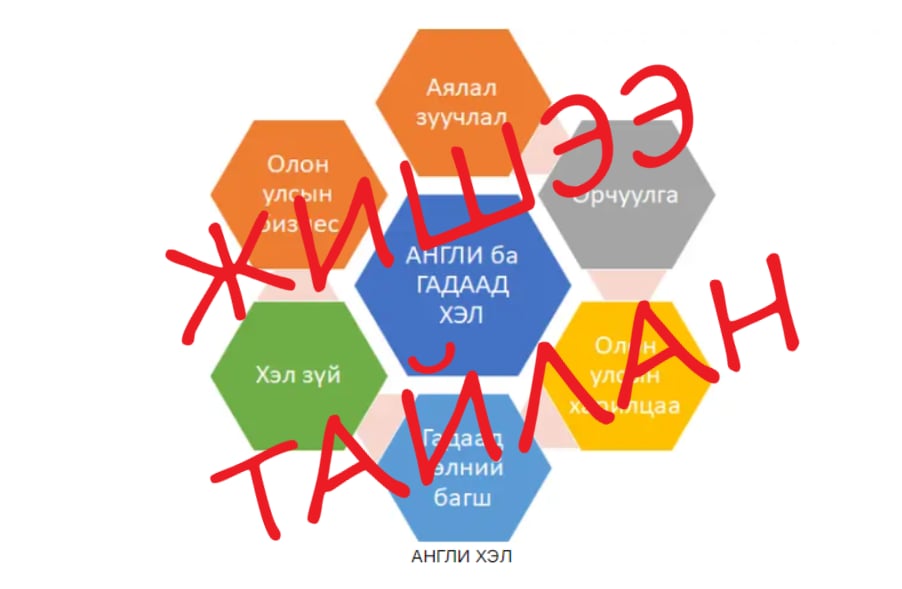 Аялал
зуучлал
Олон
улсын
бизнес
Орчуулга
АНГЛИ ба
ГАДААД
ХЭЛ
Хэл зүй
Олон
улсын
харилцаа
Гадаад
хэлний
багш
АНГЛИ ХЭЛ
ЖИШЭЭ
ТАЙЛАН